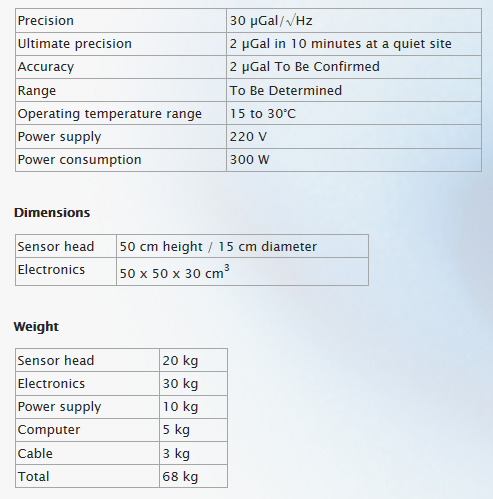 Precision 30 µGal/√Hz
Ultimate precision 2 µGal in 10 minutes at a quiet site
Accuracy 2 µGal To Be Confirmed
Range To Be Determined
Operating temperature range 15 to 30°C
Power supply 220 V
Power consumption 300 W
Dimensions
Sensor head 50 cm height / 15 cm diameter
Electronics 50 x 50 x 30 cm³
Weight
Sensor head 20 kg
Electronics 30 kg
Power supply 10 kg
Computer 5 kg
Cable 3 kg
Total 68 kg